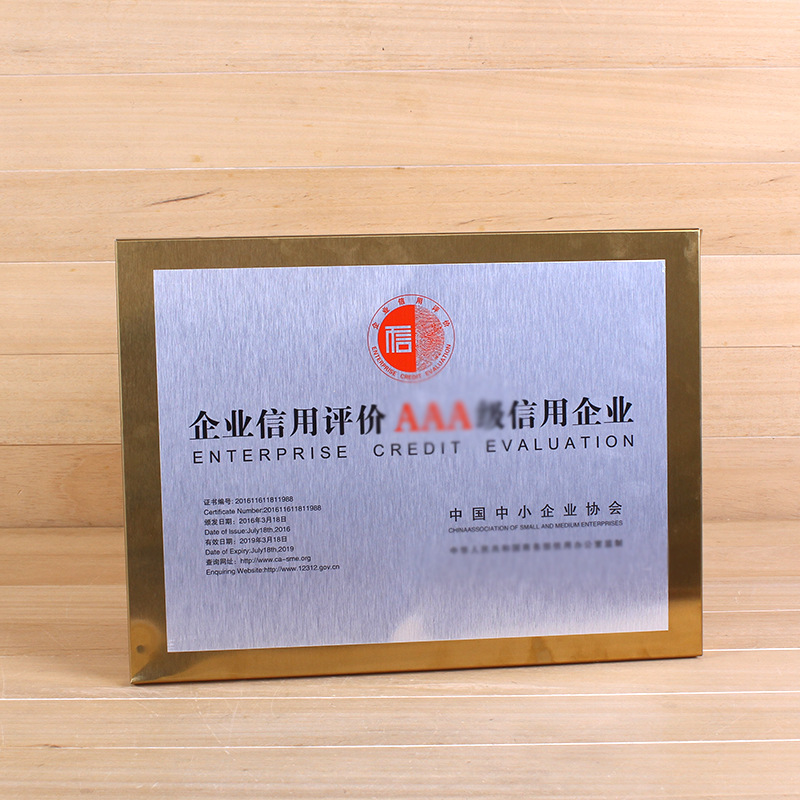 企业信用评价
信
ENTERPRISE CREDIT EVALUATION
企业信用评价AAA级信用企业
ENTERPRISE CREDIT EVALUATION
证书编号: 201611611811988
Certificate Number:201611611811988
颁发日期: 2016年3月18日
Date of Issue:July18th,2016
有效日期: 2019年3月18日
Date of Expiry:July18th,2019
查询网址: http://www.ca-sme.org
Enquiring Website:http://www.12312.gov.cn
中国中小企业协会
CHINAASSOCIATION OF SMALL AND MEDIUM ENTERPRISES